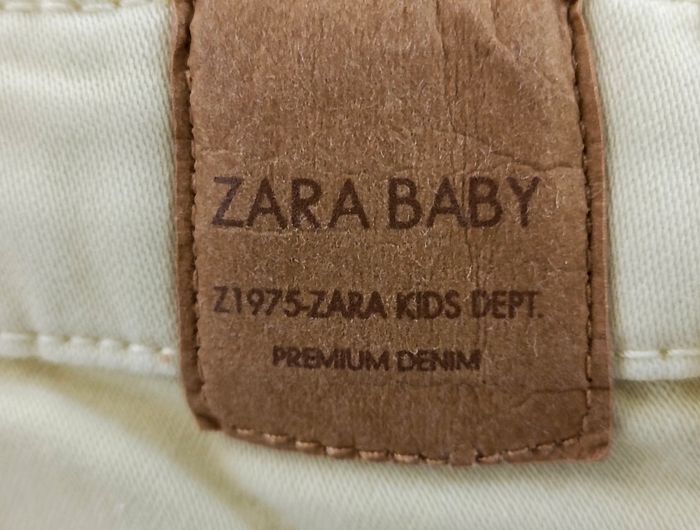 ZARA BABY
Z1975-ZARA KIDS DEPT.
PREMIUM DENIM